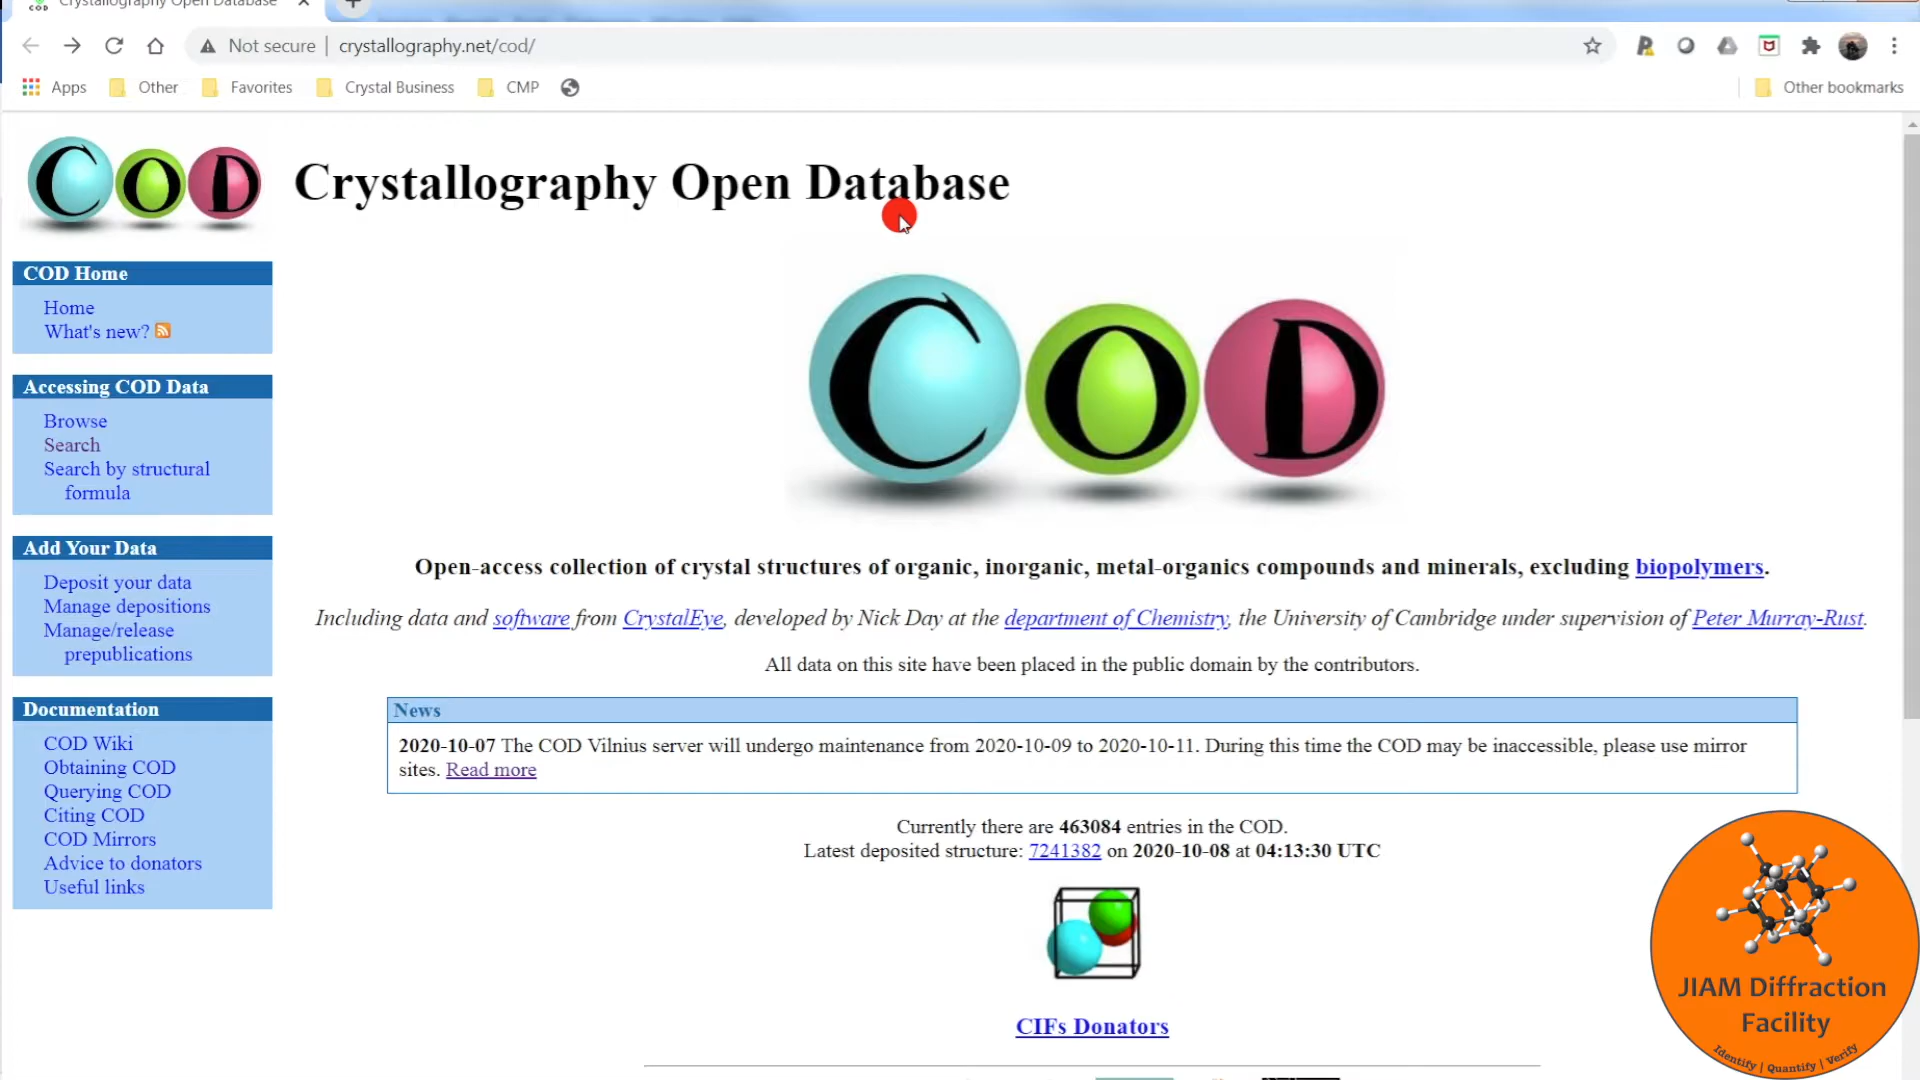 COD Crystallography Open Database
Not secure | crystallography.net/cod/
Apps Other Favorites Crystal Business CMP Other bookmarks
COD Crystallography Open Database
COD Home
Home
What's new?
Accessing COD Data
Browse
Search
Search by structural
formula
Add Your Data
Deposit your data
Manage depositions
Manage/release
prepublications
Documentation
COD Wiki
Obtaining COD
Querying COD
Citing COD
COD Mirrors
Advice to donators
Useful links
COD
Open-access collection of crystal structures of organic, inorganic, metal-organics compounds and minerals, excluding biopolymers.
Including data and software from CrystalEye, developed by Nick Day at the department of Chemistry, the University of Cambridge under supervision of Peter Murray-Rust.
All data on this site have been placed in the public domain by the contributors.
News
2020-10-07 The COD Vilnius server will undergo maintenance from 2020-10-09 to 2020-10-11. During this time the COD may be inaccessible, please use mirror
sites. Read more
Currently there are 463084 entries in the COD.
Latest deposited structure: 7241382 on 2020-10-08 at 04:13:30 UTC
CIFs Donators
JIAM Diffraction
Facility
Identify | Quantify | Verify